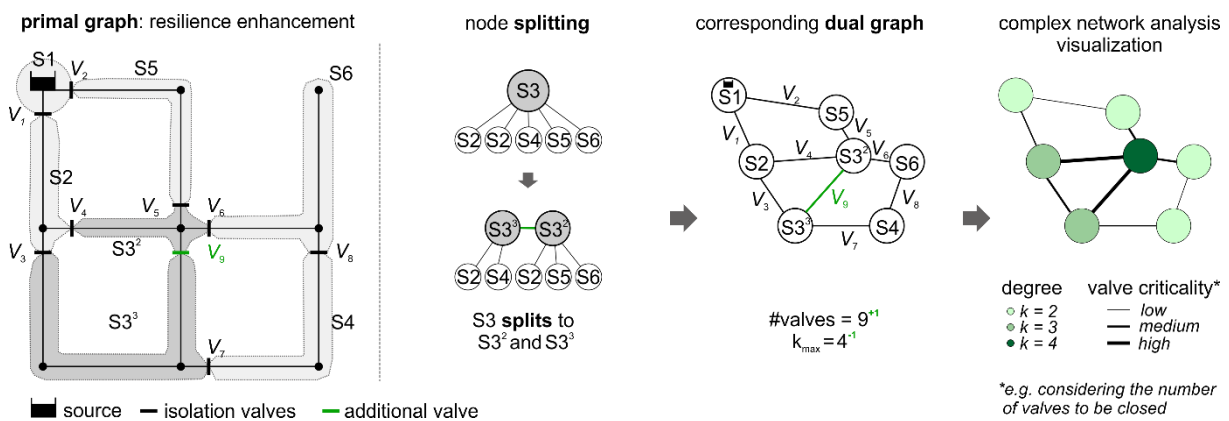 primal graph: resilience enhancement
S1
V2
S5
S6
V1
S2
V4
V5
V6
S3²
V3
V9
V8
S3³
S4
V7
source
isolation valves
additional valve
node splitting
S3
S2 S2 S4 S5 S6
S3³ S3²
S2 S4 S2 S5 S6
S3 splits to
S3² and S3³
corresponding dual graph
S1
V2
S5
V1
V5
S2
V4
S3²
V6
S6
V3
V9
V8
S3³
S4
V7
#valves = 9⁺¹
kmax = 4⁻¹
complex network analysis
visualization
degree
k = 2
k = 3
k = 4
valve criticality*
low
medium
high
*e.g. considering the number
of valves to be closed